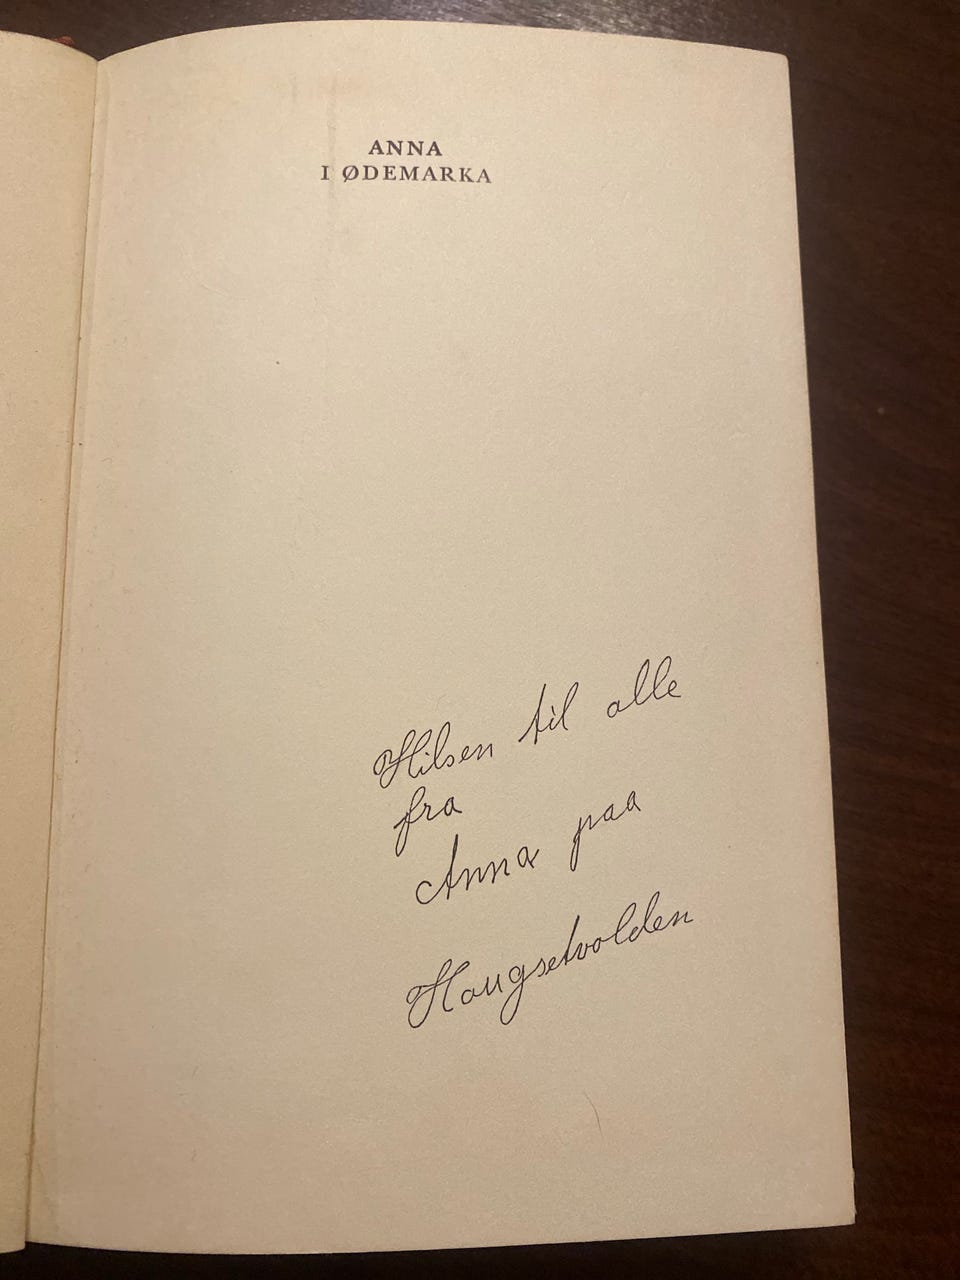 ANNA
I ØDEMARKA
Hilsen til alle
fra
Anna paa
Haugsetvolden